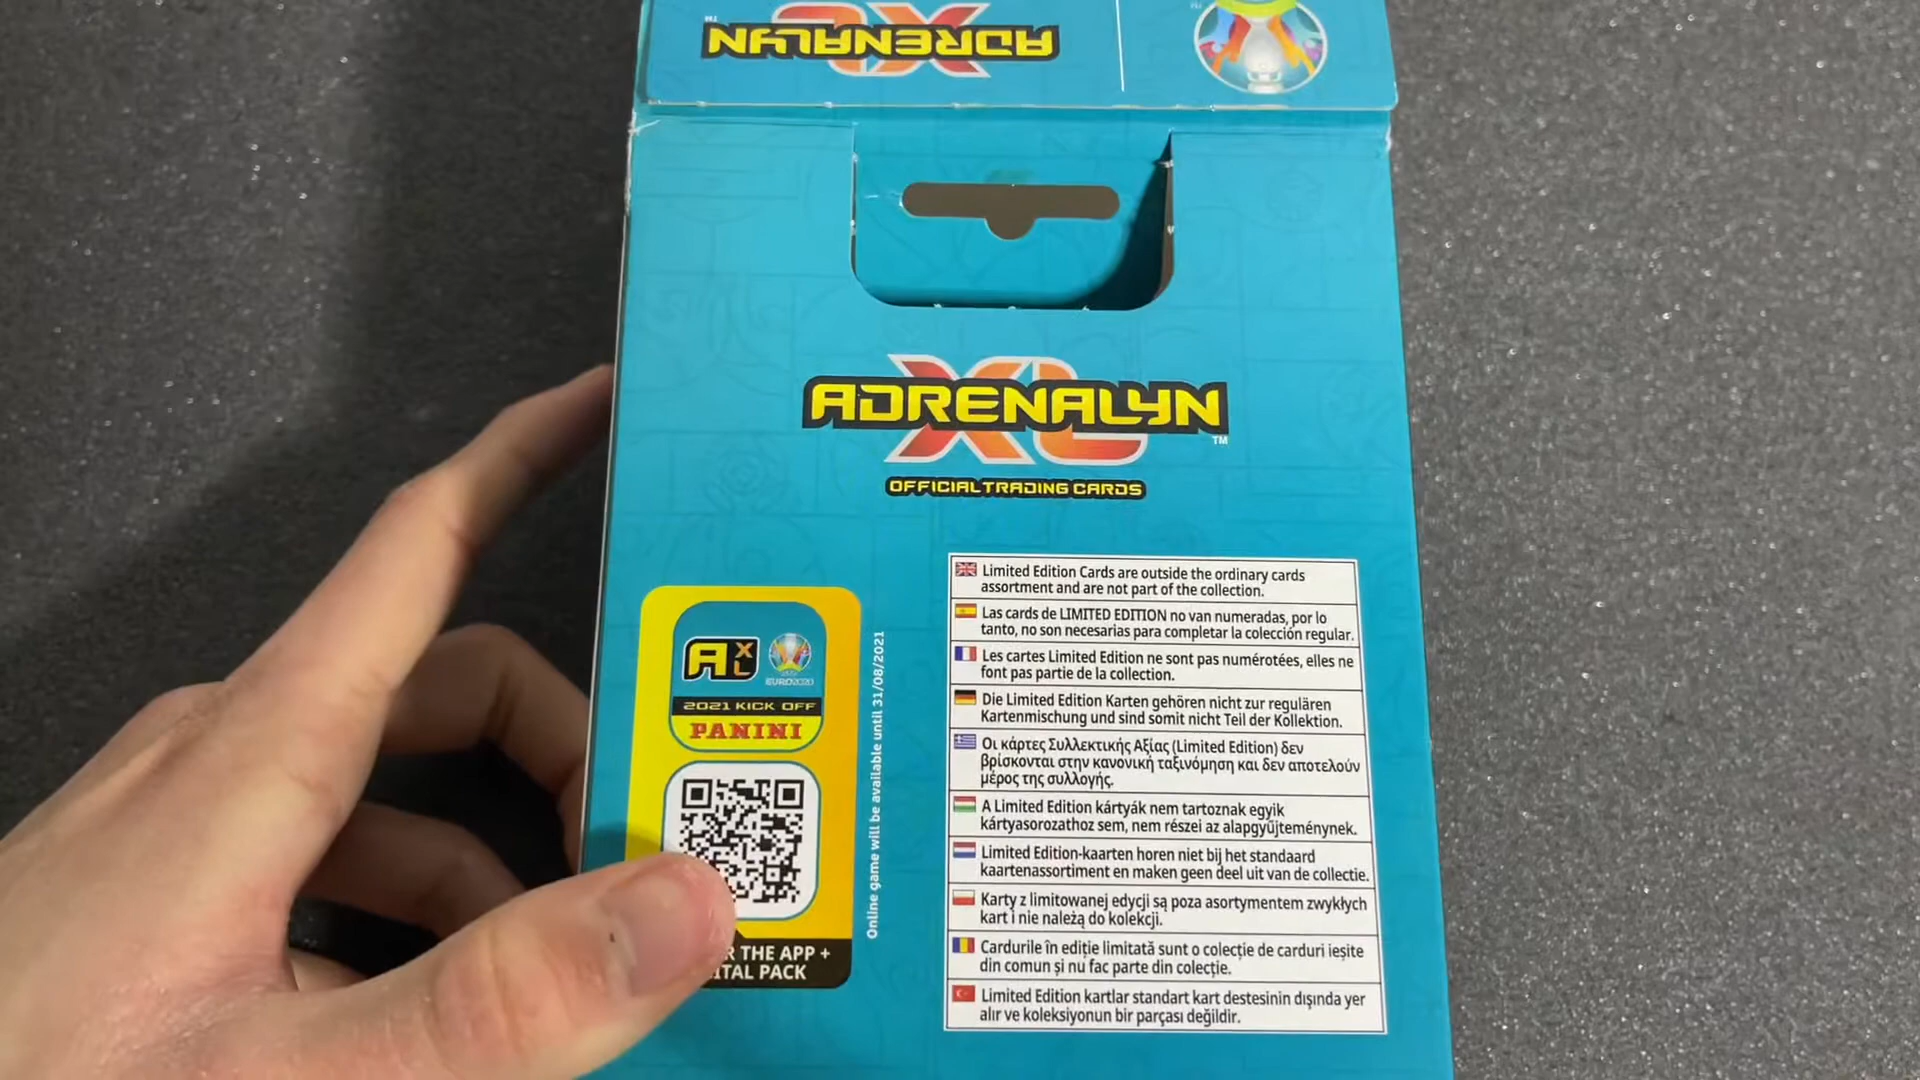 ADRENALYN
XL
TM
ADRENALYN
XL
TM
OFFICIAL TRADING CARDS
Limited Edition Cards are outside the ordinary cards
assortment and are not part of the collection.
Las cards de LIMITED EDITION no van numeradas, por lo
tanto, no son necesarias para completar la colección regular.
Les cartes Limited Edition ne sont pas numérotées, elles ne
font pas partie de la collection.
Die Limited Edition Karten gehören nicht zur regulären
Kartenmischung und sind somit nicht Teil der Kollektion.
Οι κάρτες Συλλεκτικής Αξίας (Limited Edition) δεν
βρίσκονται στην κανονική ταξινόμηση και δεν αποτελούν
μέρος της συλλογής.
A Limited Edition kártyák nem tartoznak egyik
kártyasorozathoz sem, nem részei az alapgyűjteménynek.
Limited Edition-kaarten horen niet bij het standaard
kaartenassortiment en maken geen deel uit van de collectie.
Karty z limitowanej edycji są poza asortymentem zwykłych
kart i nie należą do kolekcji.
Cardurile în ediție limitată sunt o colecție de carduri ieșite
din comun și nu fac parte din colecție.
Limited Edition kartlar standart kart destesinin dışında yer
alır ve koleksiyonun bir parçası değildir.
A XL
EURO2020
2021 KICK OFF
PANINI
THE APP +
PACK
Online game will be available until 31/08/2021